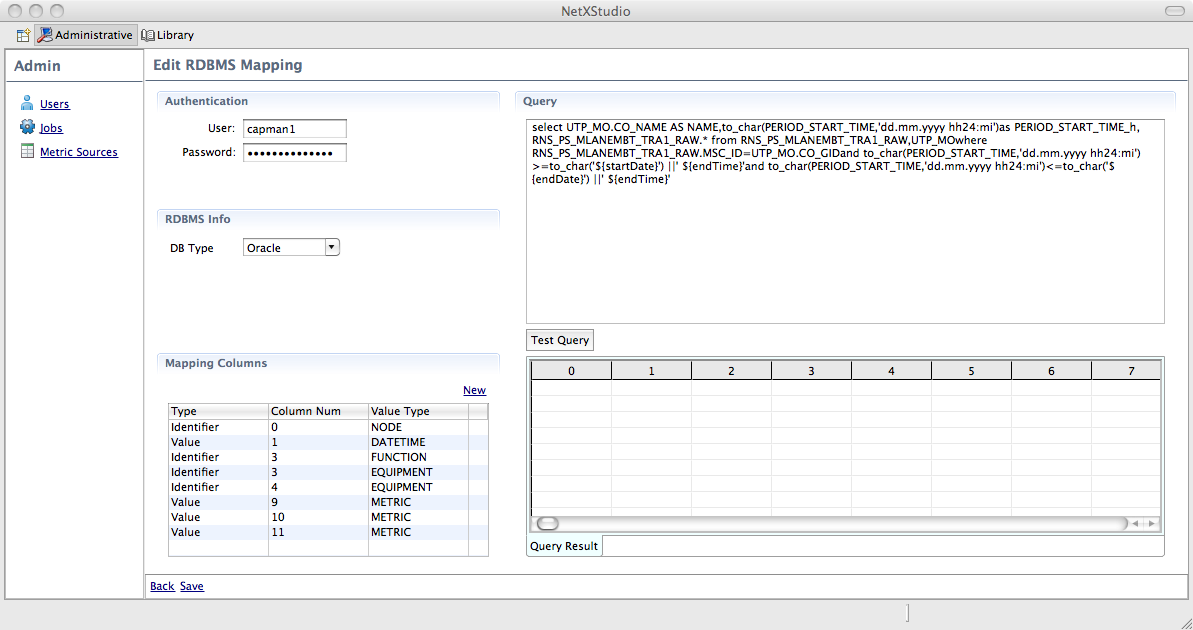 NetXStudio
Administrative Library
Admin
Users
Jobs
Metric Sources
Edit RDBMS Mapping
Authentication
User: capman1
Password: ••••••••••••••
RDBMS Info
DB Type Oracle
Mapping Columns
New
Type Column Num Value Type
Identifier 0 NODE
Value 1 DATETIME
Identifier 3 FUNCTION
Identifier 3 EQUIPMENT
Identifier 4 EQUIPMENT
Value 9 METRIC
Value 10 METRIC
Value 11 METRIC
Query
select UTP_MO.CO_NAME AS NAME,to_char(PERIOD_START_TIME,'dd.mm.yyyy hh24:mi')as PERIOD_START_TIME_h,
RNS_PS_MLANEMBT_TRA1_RAW.* from RNS_PS_MLANEMBT_TRA1_RAW,UTP_MOwhere
RNS_PS_MLANEMBT_TRA1_RAW.MSC_ID=UTP_MO.CO_GIDand to_char(PERIOD_START_TIME,'dd.mm.yyyy hh24:mi')
>=to_char('${startDate}') ||' ${endTime}'and to_char(PERIOD_START_TIME,'dd.mm.yyyy hh24:mi')<=to_char('$
{endDate}') ||' ${endTime}'
Test Query
0 1 2 3 4 5 6 7
Query Result
Back Save